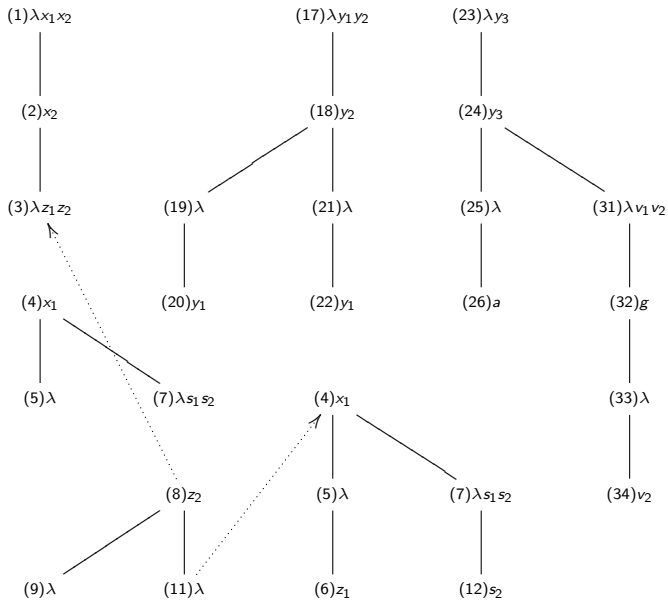 (1)λx₁x₂ (17)λy₁y₂ (23)λy₃
(2)x₂ (18)y₂ (24)y₃
(3)λz₁z₂ (19)λ (21)λ (25)λ (31)λv₁v₂
(4)x₁ (20)y₁ (22)y₁ (26)a (32)g
(5)λ (7)λs₁s₂ (4)x₁ (33)λ
(8)z₂ (5)λ (7)λs₁s₂ (34)v₂
(9)λ (11)λ (6)z₁ (12)s₂